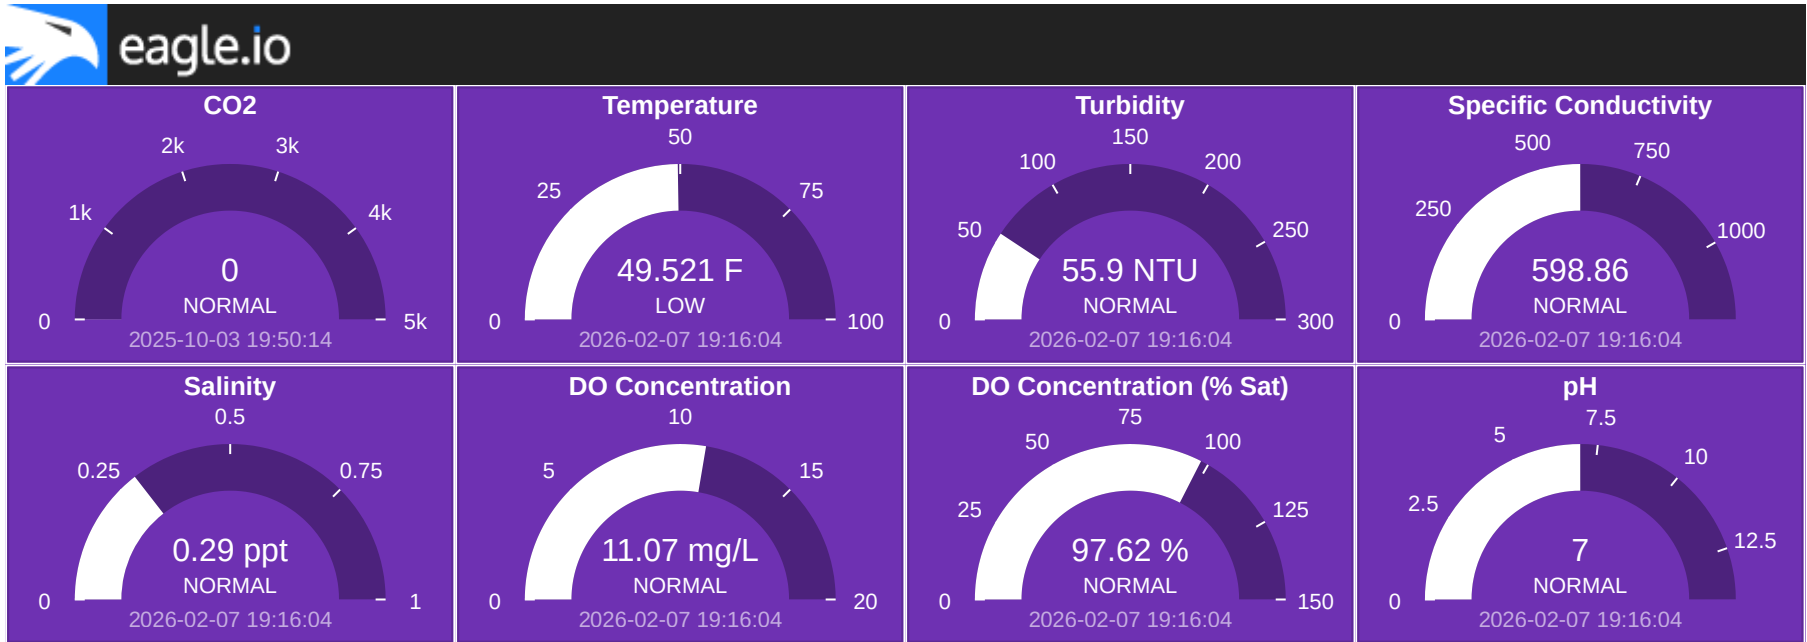 eagle.io
CO2
2k
3k
1k
4k
0
NORMAL
0
5k
2025-10-03 19:50:14
Temperature
50
25
75
49.521 F
LOW
0
100
2026-02-07 19:16:04
Turbidity
150
100
200
50
250
55.9 NTU
NORMAL
0
300
2026-02-07 19:16:04
Specific Conductivity
500
750
250
1000
598.86
NORMAL
0
2026-02-07 19:16:04
Salinity
0.5
0.25
0.75
0.29 ppt
NORMAL
0
1
2026-02-07 19:16:04
DO Concentration
10
5
15
11.07 mg/L
NORMAL
0
20
2026-02-07 19:16:04
DO Concentration (% Sat)
75
50
100
25
125
97.62 %
NORMAL
0
150
2026-02-07 19:16:04
pH
7.5
5
10
2.5
12.5
7
NORMAL
0
2026-02-07 19:16:04